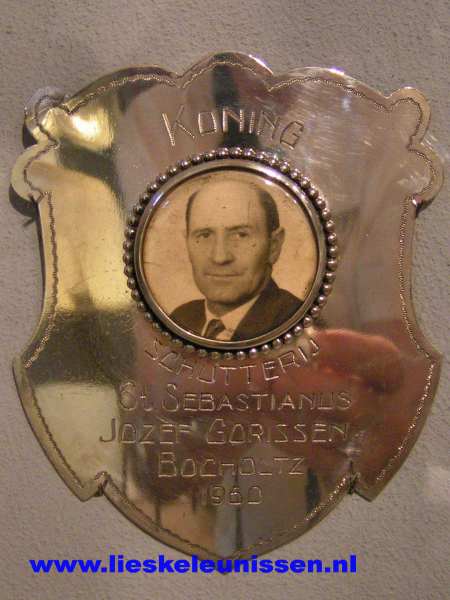 KONING
SCHUTTERIJ
St. SEBASTIANUS
JOZEF GORISSEN
BOCHOLTZ
1960
www.lieskeleunissen.nl